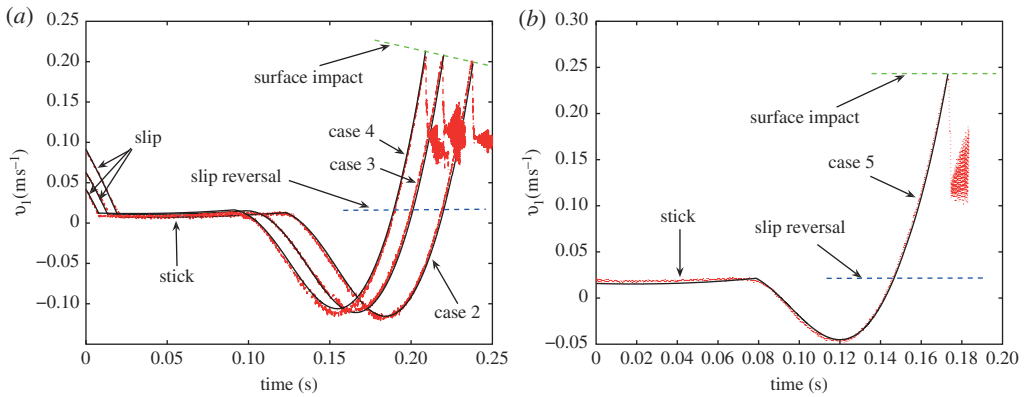 (a)
0.25
0.20
0.15
0.10
0.05
0
−0.05
−0.10
υ1(ms−1)
surface impact
slip
case 4
case 3
slip reversal
stick
case 2
0 0.05 0.10 0.15 0.20 0.25
time (s)
(b)
0.30
0.25
0.20
0.15
0.10
0.05
0
−0.05
υ1(ms−1)
surface impact
case 5
stick
slip reversal
0 0.02 0.04 0.06 0.08 0.10 0.12 0.14 0.16 0.18 0.20
time (s)